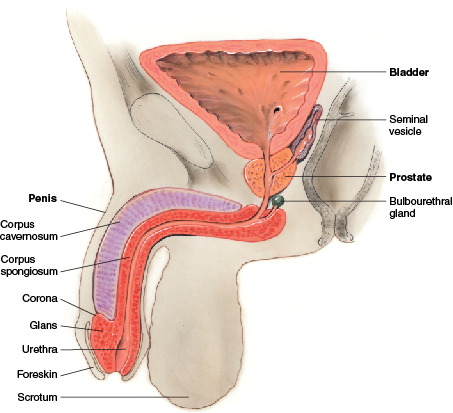 Bladder
Seminal
vesicle
Prostate
Bulbourethral
gland
Penis
Corpus
cavernosum
Corpus
spongiosum
Corona
Glans
Urethra
Foreskin
Scrotum